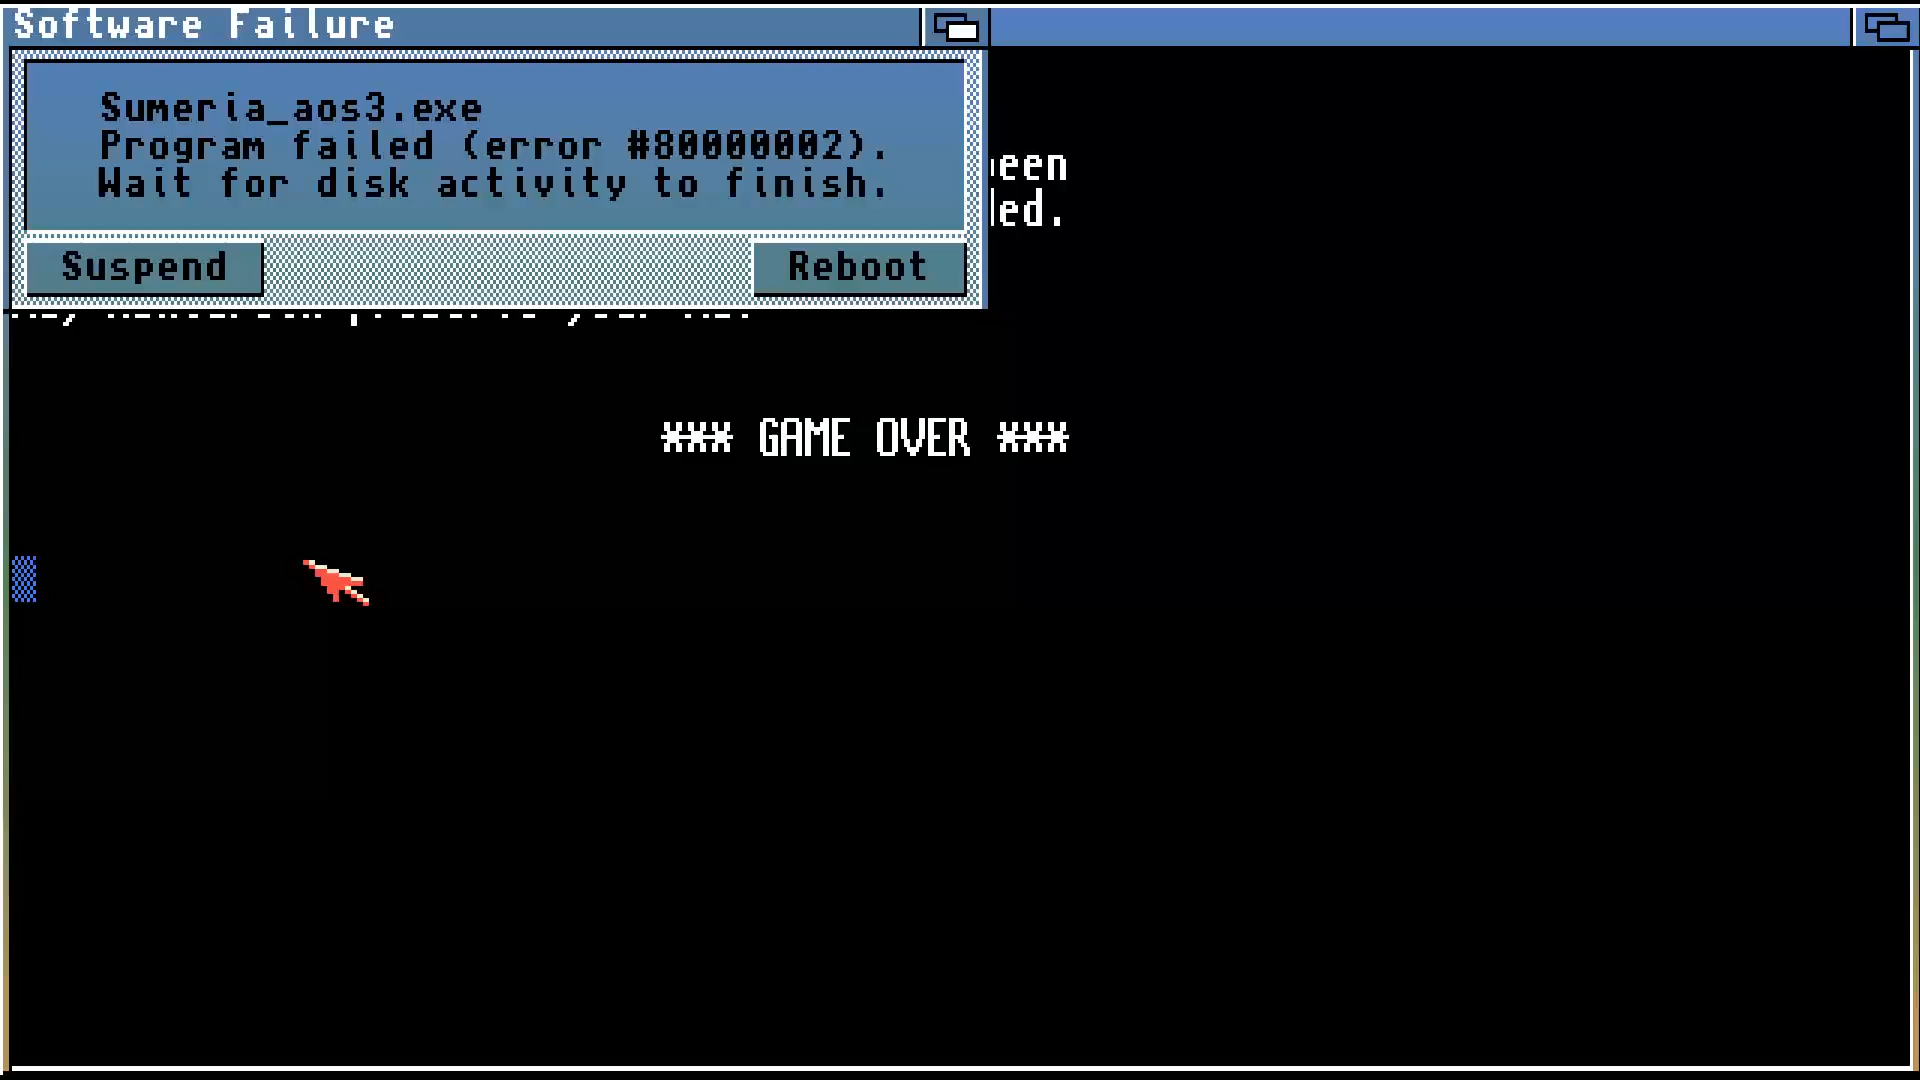 Software Failure
Sumeria_aos3.exe
Program failed (error #80000002).
Wait for disk activity to finish.
Suspend
Reboot
een
led.
*** GAME OVER ***